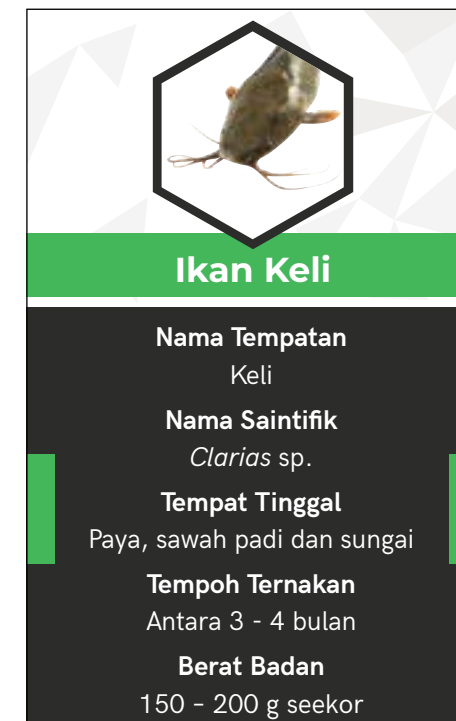 Ikan Keli
Nama Tempatan
Keli
Nama Saintifik
Clarias sp.
Tempat Tinggal
Paya, sawah padi dan sungai
Tempoh Ternakan
Antara 3 - 4 bulan
Berat Badan
150 – 200 g seekor